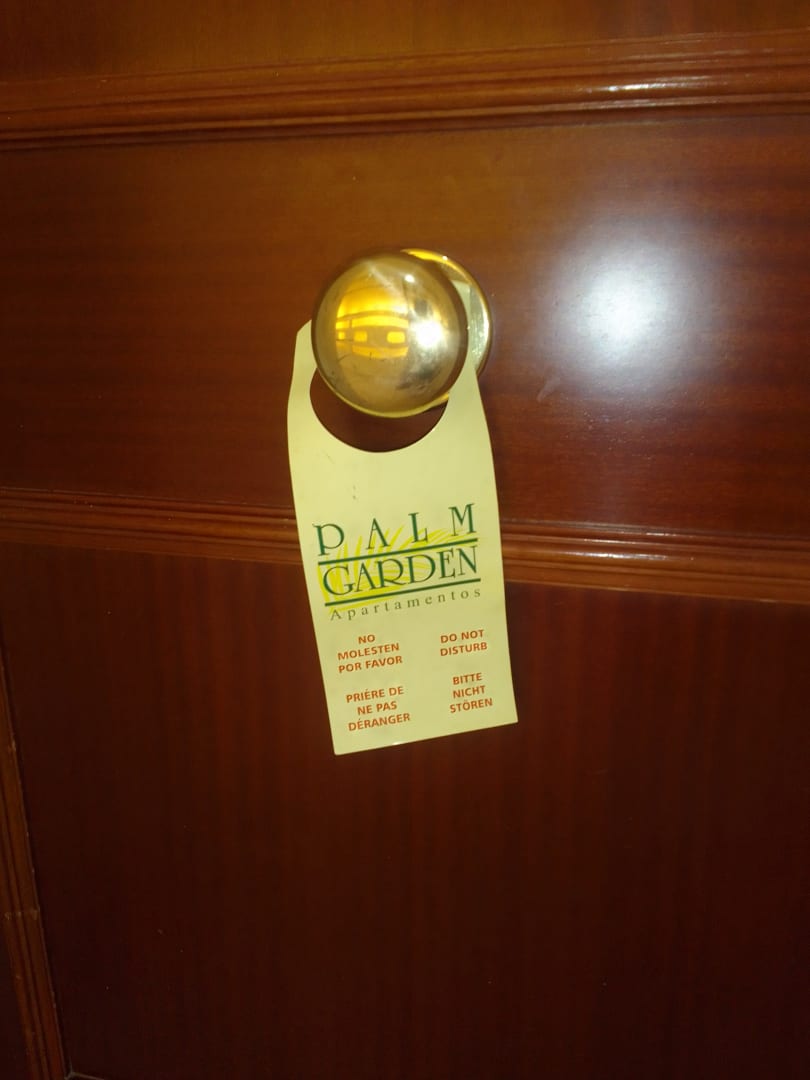 PALM
GARDEN
Apartamentos
NO
MOLESTEN
POR FAVOR
DO NOT
DISTURB
PRIÉRE DE
NE PAS
DÉRANGER
BITTE
NICHT
STÖREN